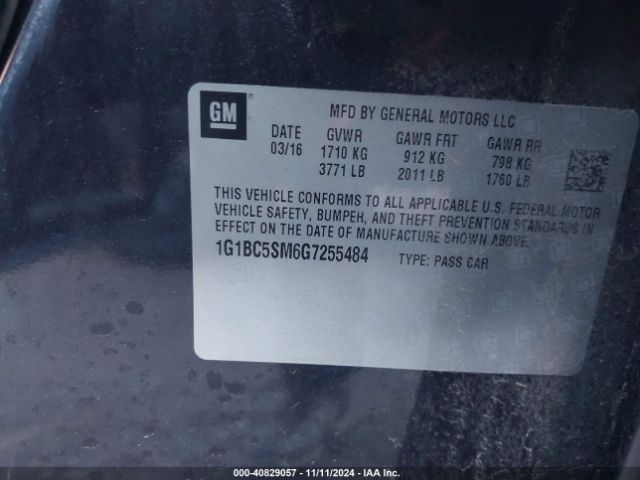 GM
MFD BY GENERAL MOTORS LLC
DATE GVWR GAWR FRT GAWR RR
03/16 1710 KG 912 KG 798 KG
3771 LB 2011 LB 1760 LB
THIS VEHICLE CONFORMS TO ALL APPLICABLE U.S. FEDERAL MOTOR
VEHICLE SAFETY, BUMPER, AND THEFT PREVENTION STANDARDS IN
EFFECT ON THE DATE OF MANUFACTURE SHOWN ABOVE.
1G1BC5SM6G7255484 TYPE: PASS CAR
000-40829057 - 11/11/2024 - IAA Inc.